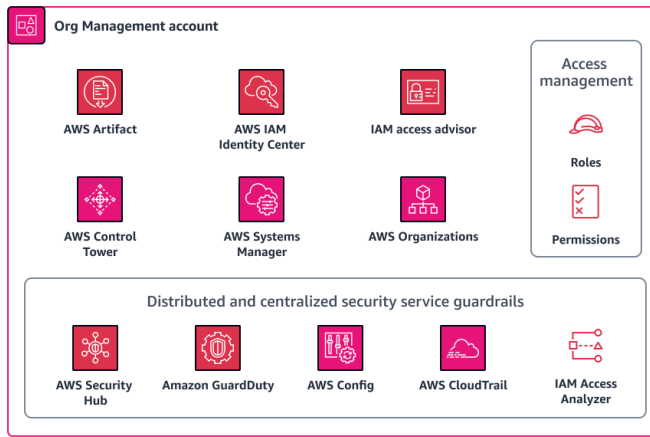 Org Management account
AWS Artifact
AWS IAM
Identity Center
IAM access advisor
Access
management
Roles
Permissions
AWS Control
Tower
AWS Systems
Manager
AWS Organizations
Distributed and centralized security service guardrails
AWS Security
Hub
Amazon GuardDuty
AWS Config
AWS CloudTrail
IAM Access
Analyzer